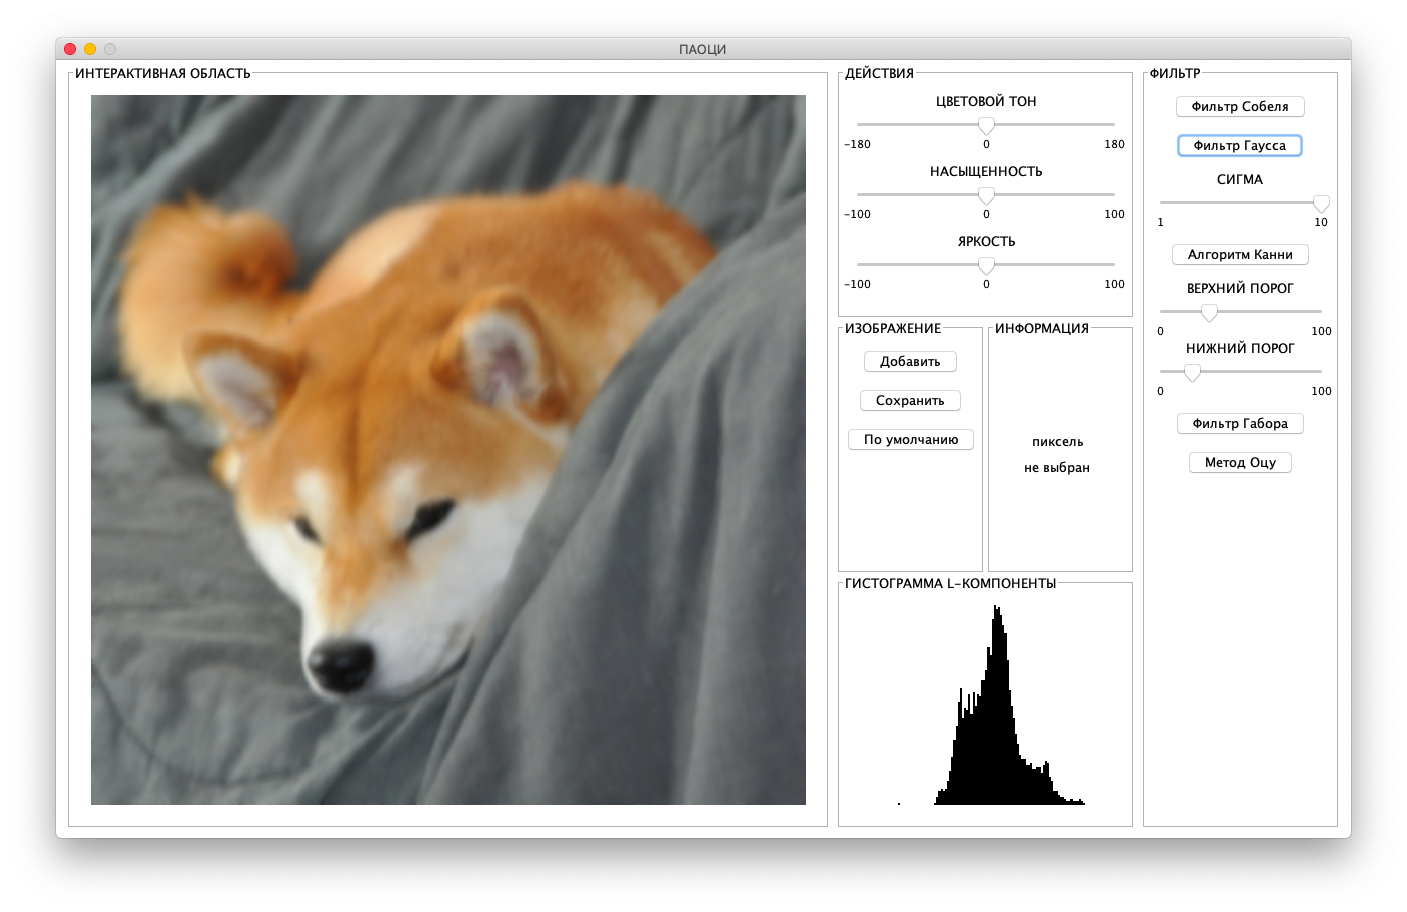 ПАОЦИ
ИНТЕРАКТИВНАЯ ОБЛАСТЬ
ДЕЙСТВИЯ
ЦВЕТОВОЙ ТОН
-180 0 180
НАСЫЩЕННОСТЬ
-100 0 100
ЯРКОСТЬ
-100 0 100
ИЗОБРАЖЕНИЕ
Добавить
Сохранить
По умолчанию
ИНФОРМАЦИЯ
пиксель
не выбран
ГИСТОГРАММА L-КОМПОНЕНТЫ
ФИЛЬТР
Фильтр Собеля
Фильтр Гаусса
СИГМА
1 10
Алгоритм Канни
ВЕРХНИЙ ПОРОГ
0 100
НИЖНИЙ ПОРОГ
0 100
Фильтр Габора
Метод Оцу